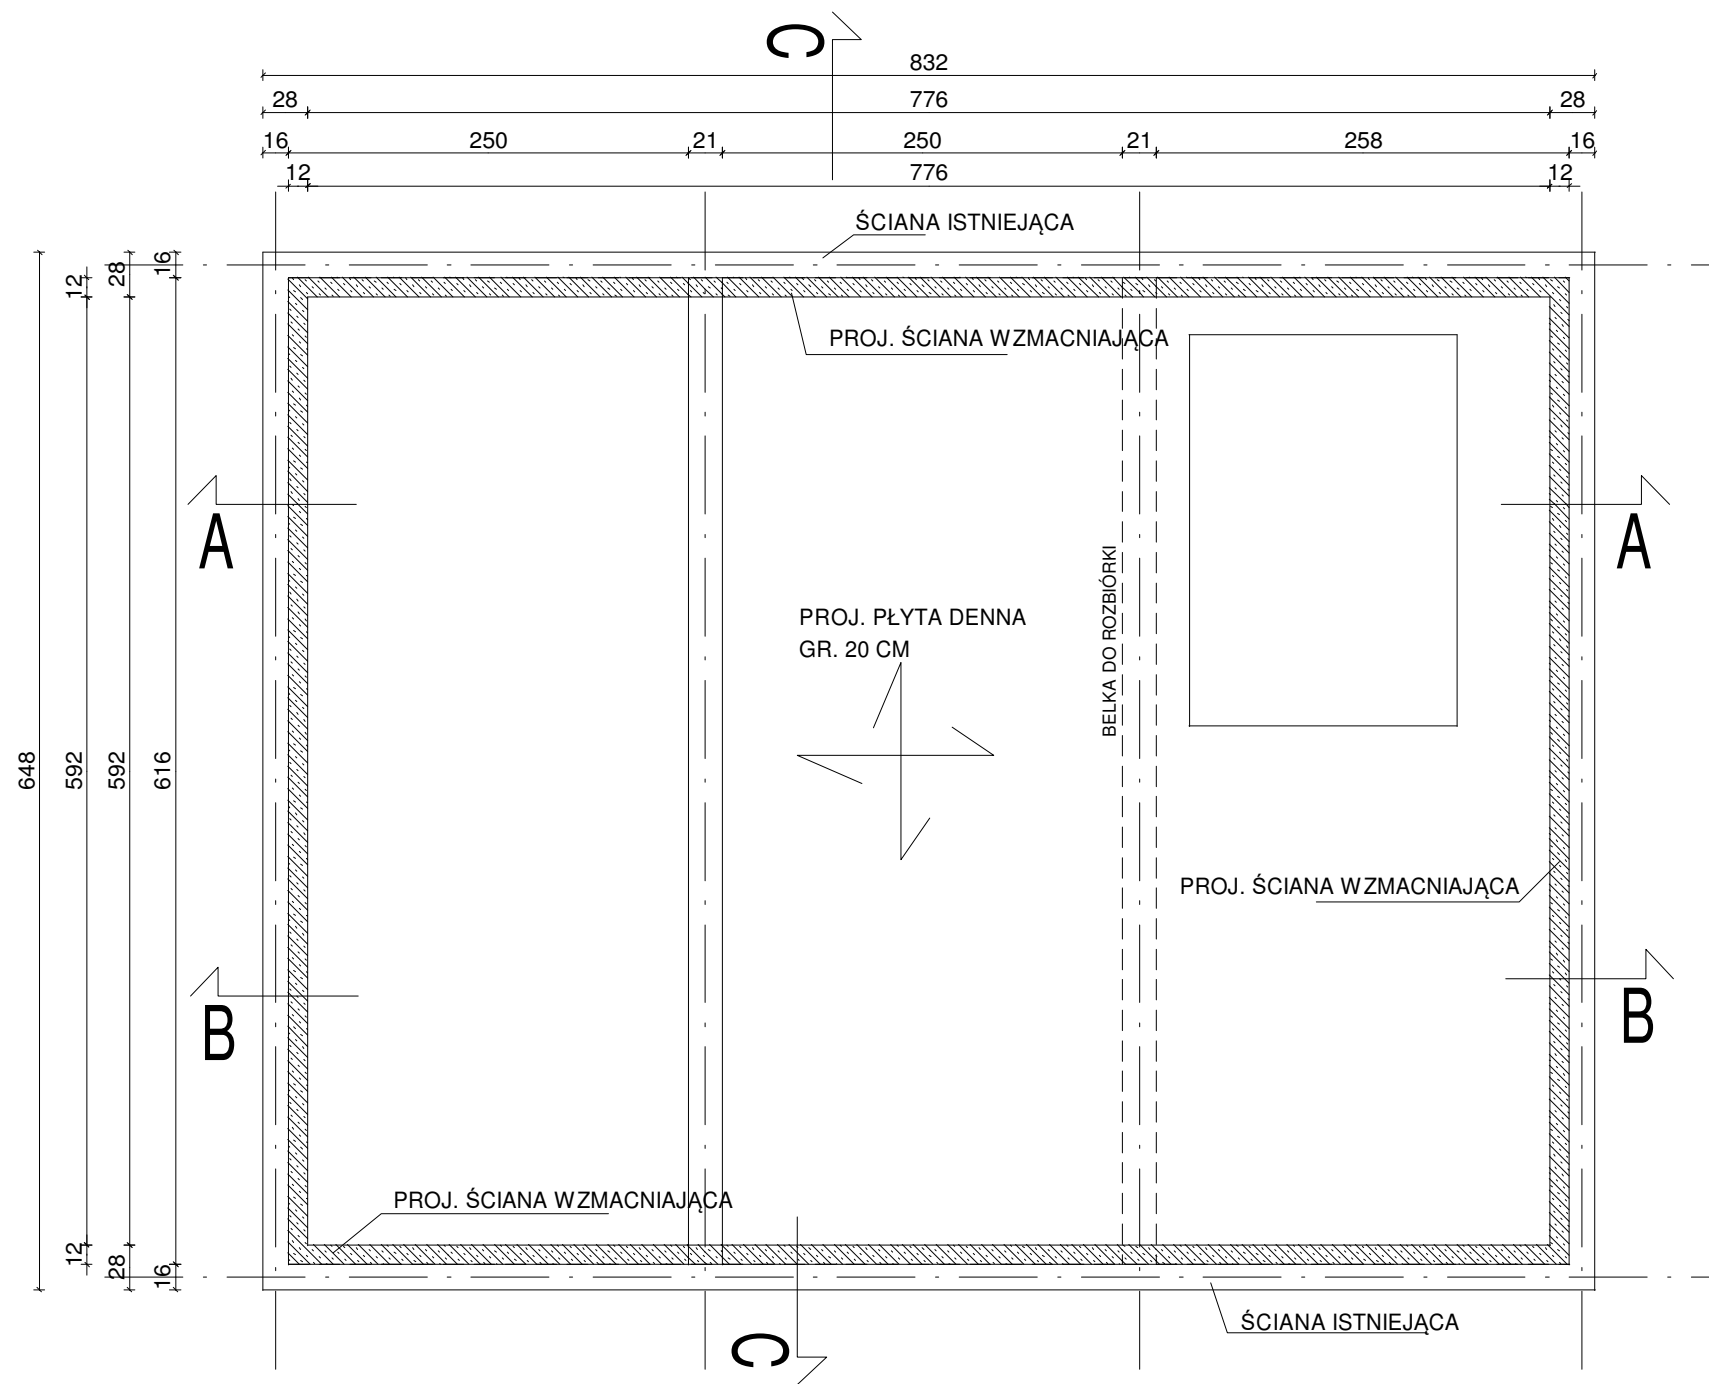 C
832
28 776 28
16 250 21 250 21 258 16
12 776 12
ŚCIANA ISTNIEJĄCA
12 28 16
PROJ. ŚCIANA WZMACNIAJĄCA
A A
BELKA DO ROZBIÓRKI
PROJ. PŁYTA DENNA
GR. 20 CM
648 592 592 616
PROJ. ŚCIANA WZMACNIAJĄCA
B B
PROJ. ŚCIANA WZMACNIAJĄCA
12 28 16
ŚCIANA ISTNIEJĄCA
C